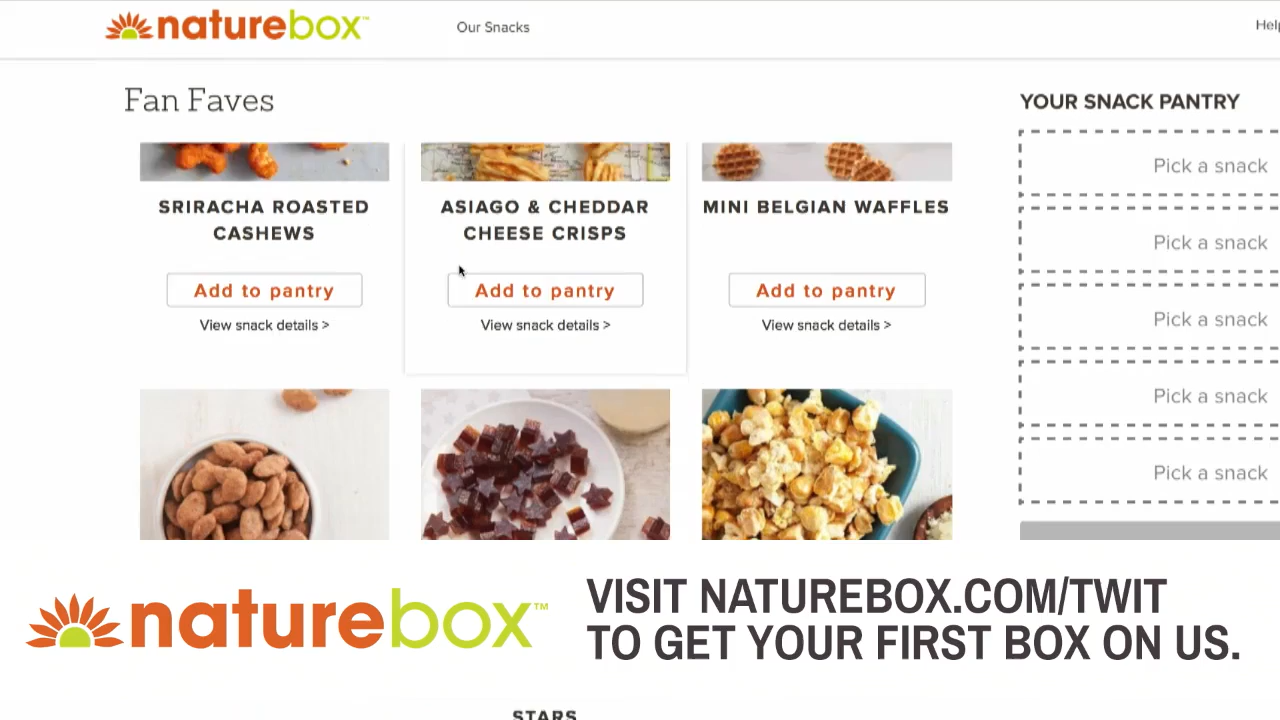 naturebox™
Our Snacks
Help
Fan Faves
YOUR SNACK PANTRY
SRIRACHA ROASTED
CASHEWS
Add to pantry
View snack details >
ASIAGO & CHEDDAR
CHEESE CRISPS
Add to pantry
View snack details >
MINI BELGIAN WAFFLES
Add to pantry
View snack details >
Pick a snack
Pick a snack
Pick a snack
Pick a snack
Pick a snack
naturebox™
VISIT NATUREBOX.COM/TWIT
TO GET YOUR FIRST BOX ON US.
STARS